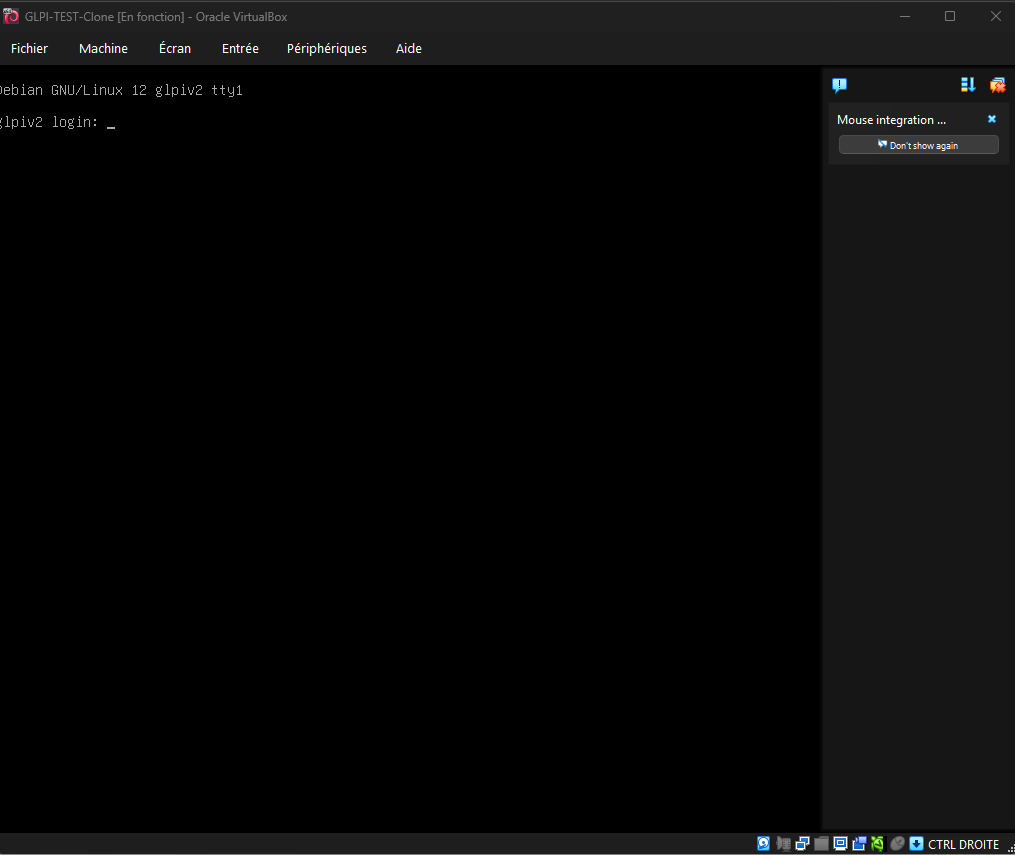 GLPI-TEST-Clone [En fonction] - Oracle VirtualBox
Fichier Machine Écran Entrée Périphériques Aide
Debian GNU/Linux 12 glpiv2 tty1
glpiv2 login: _
Mouse integration ...
Don't show again
CTRL DROITE